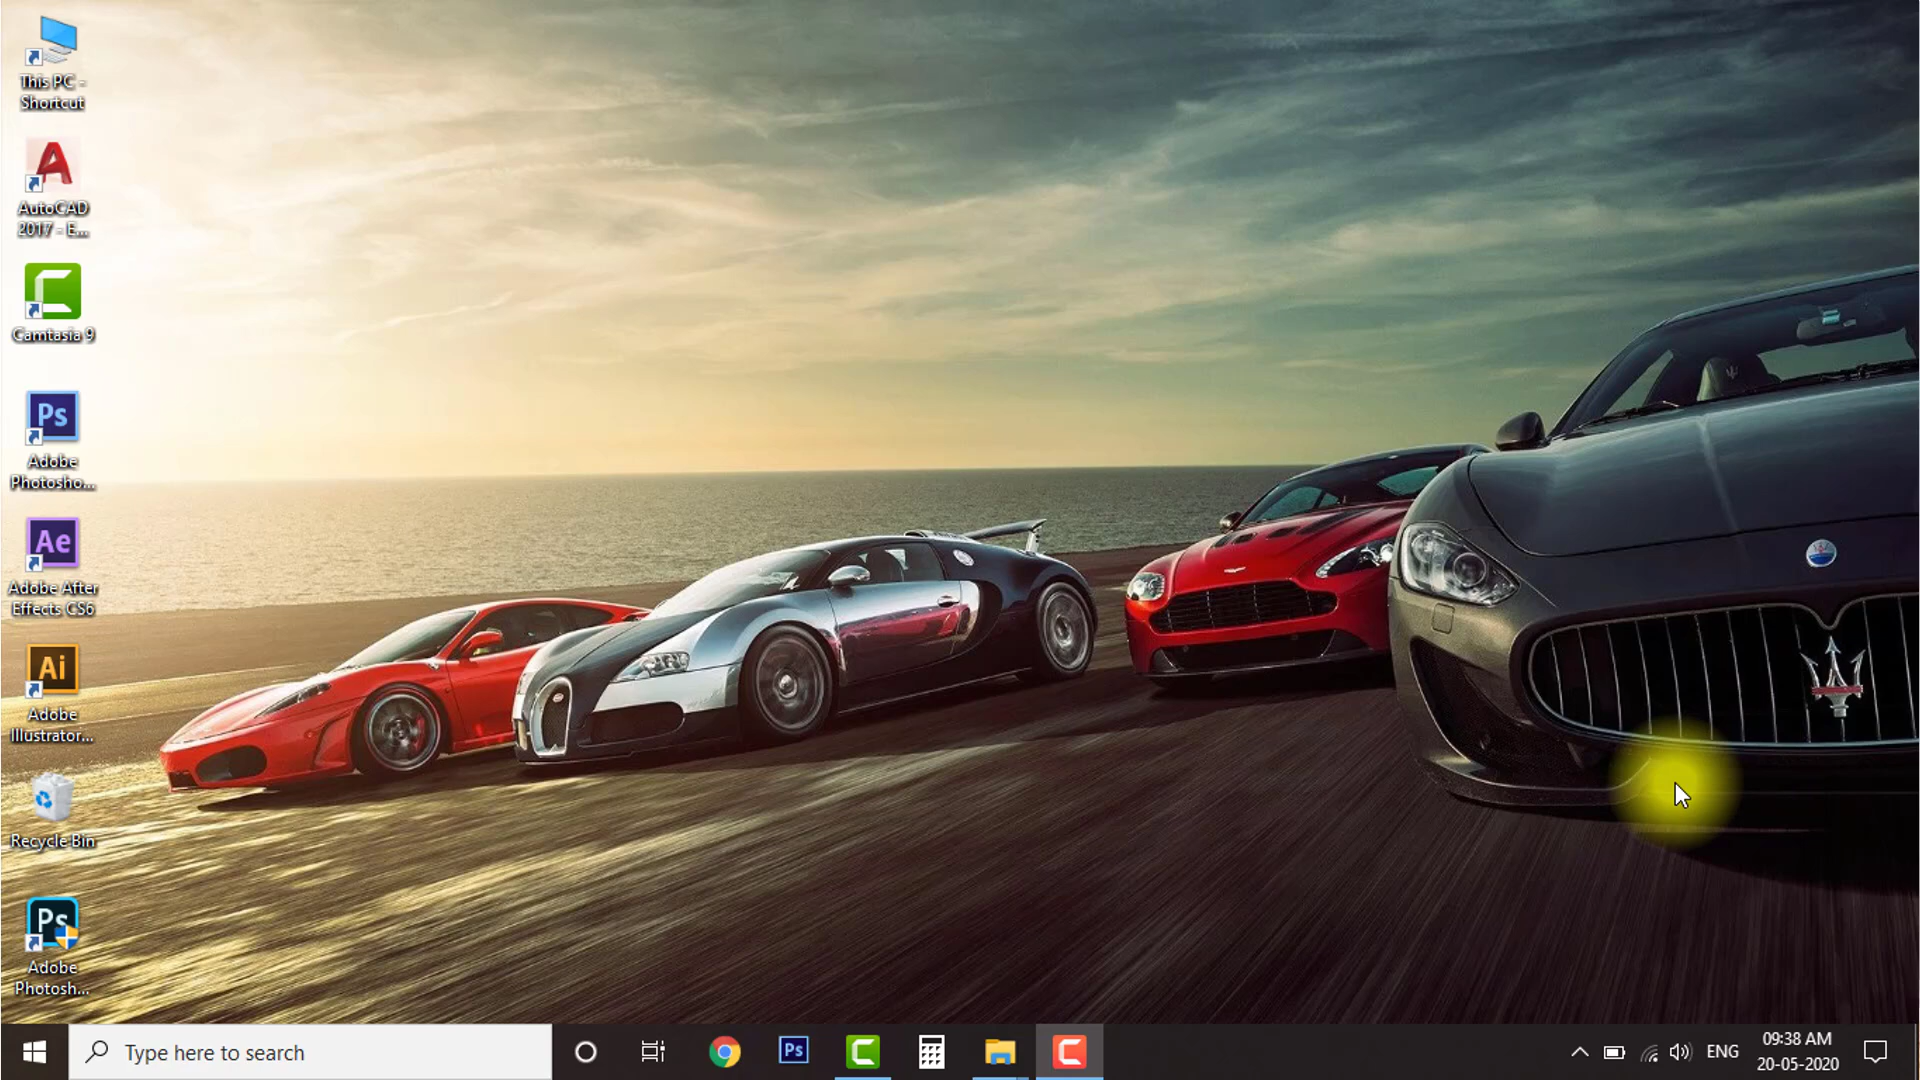 This PC -
Shortcut
AutoCAD
2017 - E...
Camtasia 9
Ps
Adobe
Photosho...
Ae
Adobe After
Effects CS6
Ai
Adobe
Illustrator...
Recycle Bin
Ps
Adobe
Photosh...
Type here to search
Ps
ENG
09:38 AM
20-05-2020